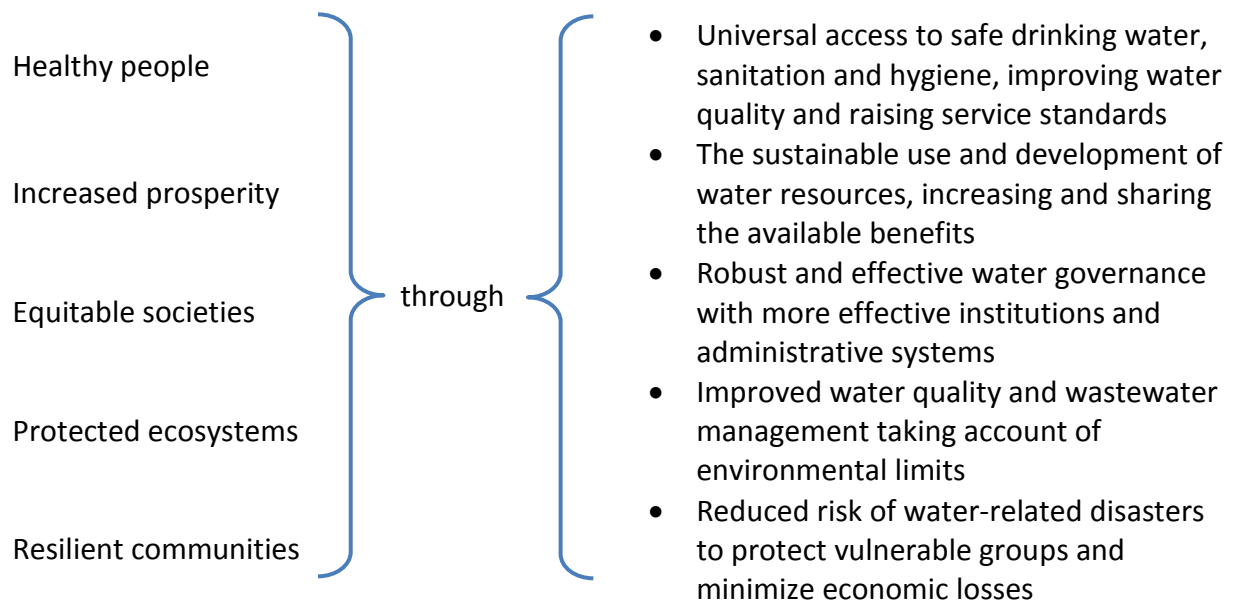 Healthy people
Increased prosperity
Equitable societies
Protected ecosystems
Resilient communities
through
• Universal access to safe drinking water,
sanitation and hygiene, improving water
quality and raising service standards
• The sustainable use and development of
water resources, increasing and sharing
the available benefits
• Robust and effective water governance
with more effective institutions and
administrative systems
• Improved water quality and wastewater
management taking account of
environmental limits
• Reduced risk of water-related disasters
to protect vulnerable groups and
minimize economic losses